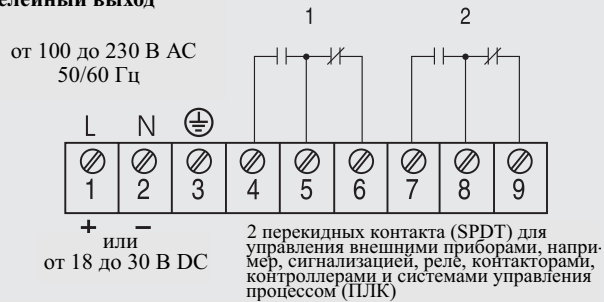 елейный выход
1 2
от 100 до 230 В AC
50/60 Гц
L N
1 2 3 4 5 6 7 8 9
+ −
или
от 18 до 30 В DC
2 перекидных контакта (SPDT) для
управления внешними приборами, напри-
мер, сигнализацией, реле, контакторами,
контроллерами и системами управления
процессом (ПЛК)